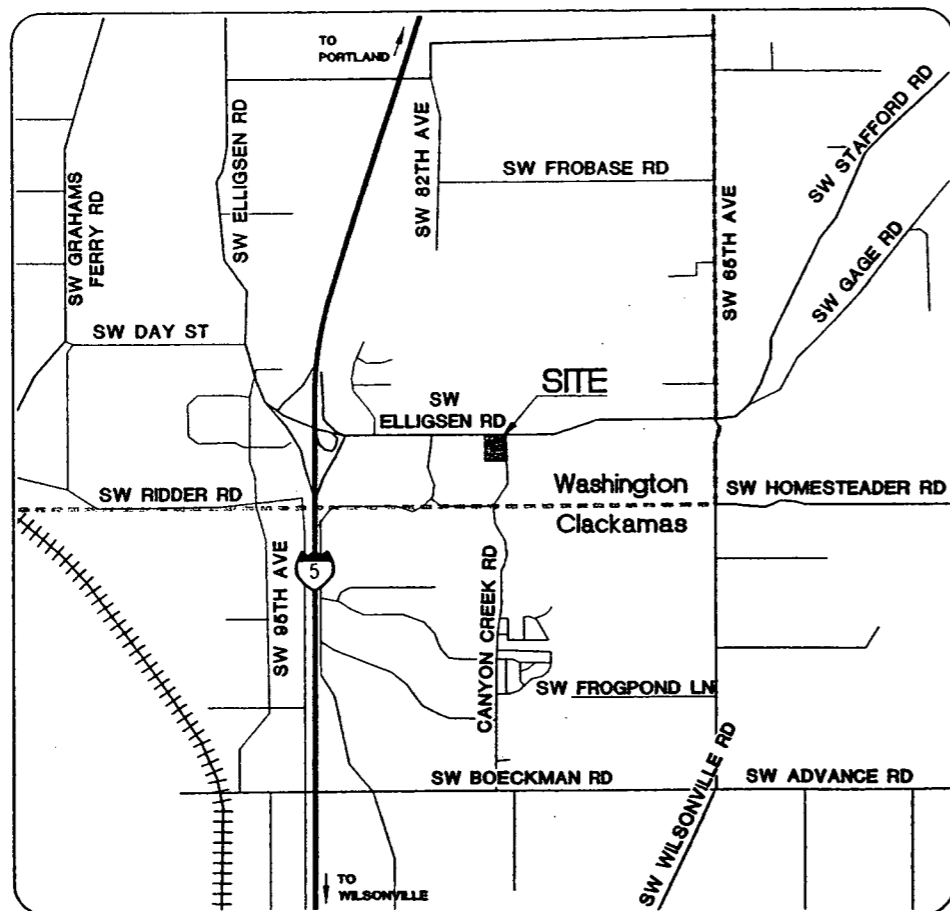 TO
PORTLAND
SW GRAHAMS
FERRY RD
SW ELLIGSEN RD
SW 82TH AVE
SW FROBASE RD
SW 65TH AVE
SW STAFFORD RD
SW GAGE RD
SW DAY ST
SITE
SW
ELLIGSEN RD
SW RIDDER RD
Washington
Clackamas
SW HOMESTEADER RD
5
SW 95TH AVE
CANYON CREEK RD
SW FROGPOND LN
SW BOECKMAN RD
SW WILSONVILLE RD
SW ADVANCE RD
TO
WILSONVILLE